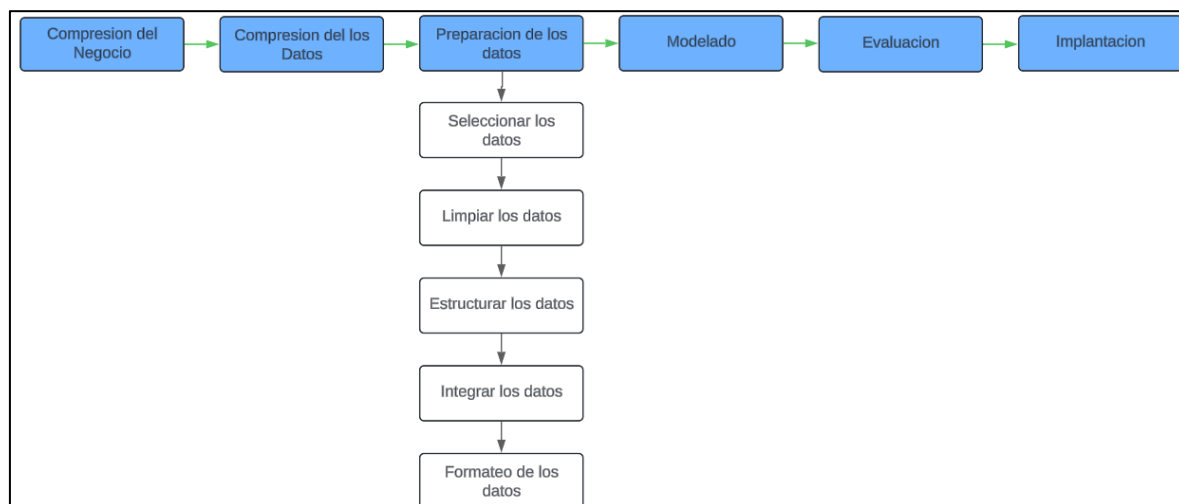 Compresion del
Negocio
Compresion del los
Datos
Preparacion de los
datos
Modelado
Evaluacion
Implantacion
Seleccionar los
datos
Limpiar los datos
Estructurar los datos
Integrar los datos
Formateo de los
datos